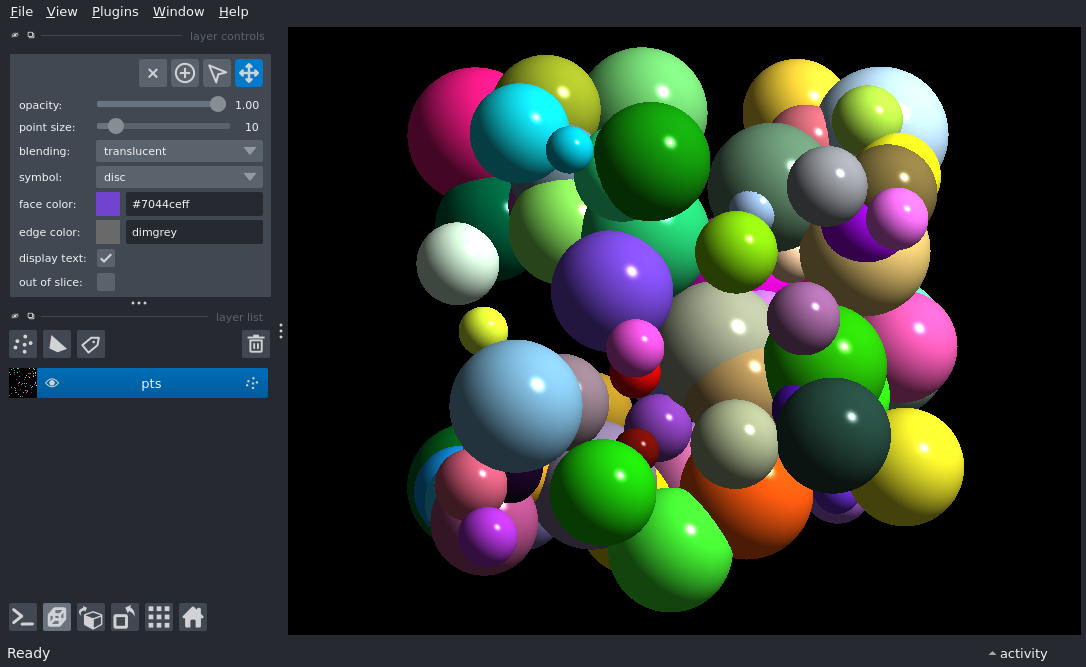 File View Plugins Window Help
layer controls
opacity: 1.00
point size: 10
blending: translucent
symbol: disc
face color: #7044ceff
edge color: dimgrey
display text:
out of slice:
layer list
pts
Ready activity